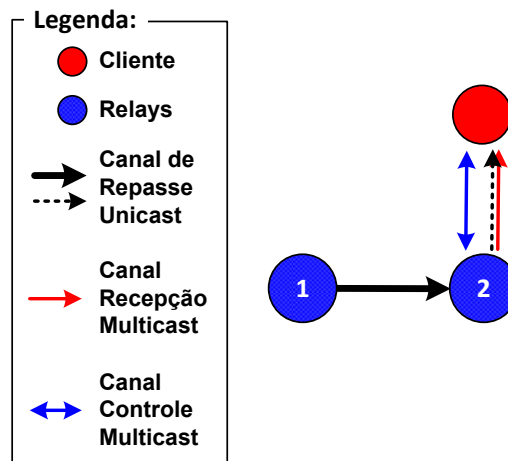 Legenda:
Cliente
Relays
Canal de
Repasse
Unicast
Canal
Recepção
Multicast
Canal
Controle
Multicast
1
2